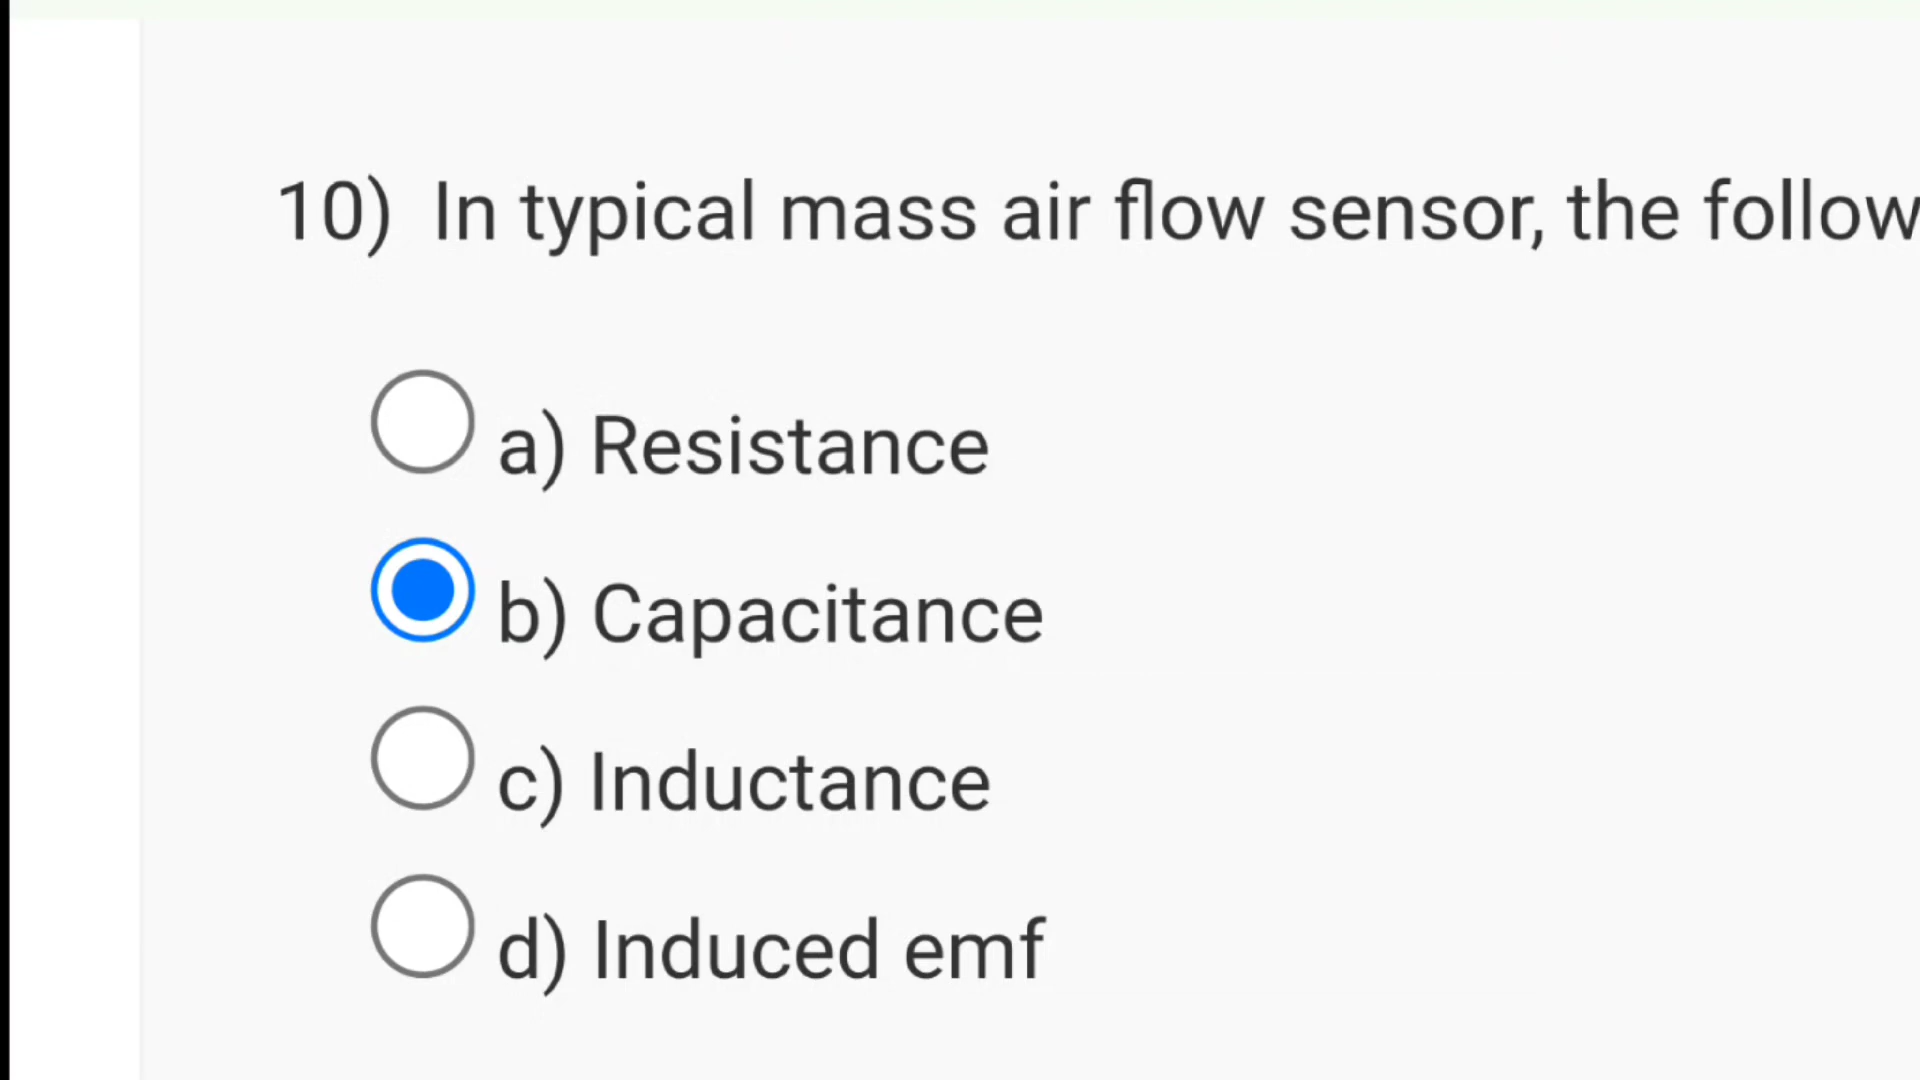 10) In typical mass air flow sensor, the follow
a) Resistance
b) Capacitance
c) Inductance
d) Induced emf